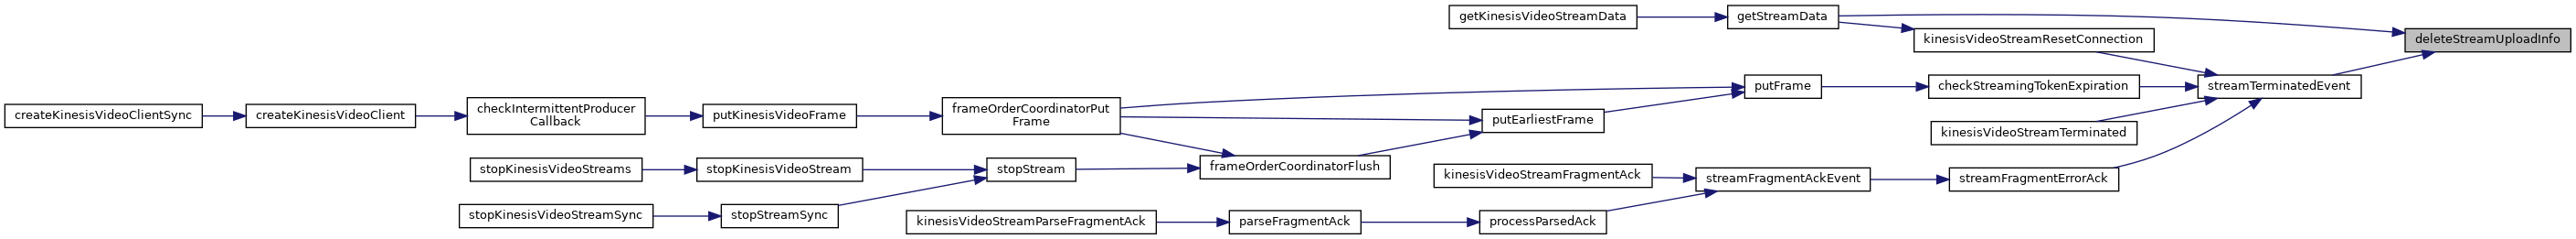 getKinesisVideoStreamData
getStreamData
deleteStreamUploadInfo
kinesisVideoStreamResetConnection
createKinesisVideoClientSync
createKinesisVideoClient
checkIntermittentProducer
Callback
putKinesisVideoFrame
frameOrderCoordinatorPut
Frame
putEarliestFrame
putFrame
checkStreamingTokenExpiration
streamTerminatedEvent
kinesisVideoStreamTerminated
stopKinesisVideoStreams
stopKinesisVideoStream
stopStream
frameOrderCoordinatorFlush
kinesisVideoStreamFragmentAck
streamFragmentAckEvent
streamFragmentErrorAck
stopKinesisVideoStreamSync
stopStreamSync
kinesisVideoStreamParseFragmentAck
parseFragmentAck
processParsedAck